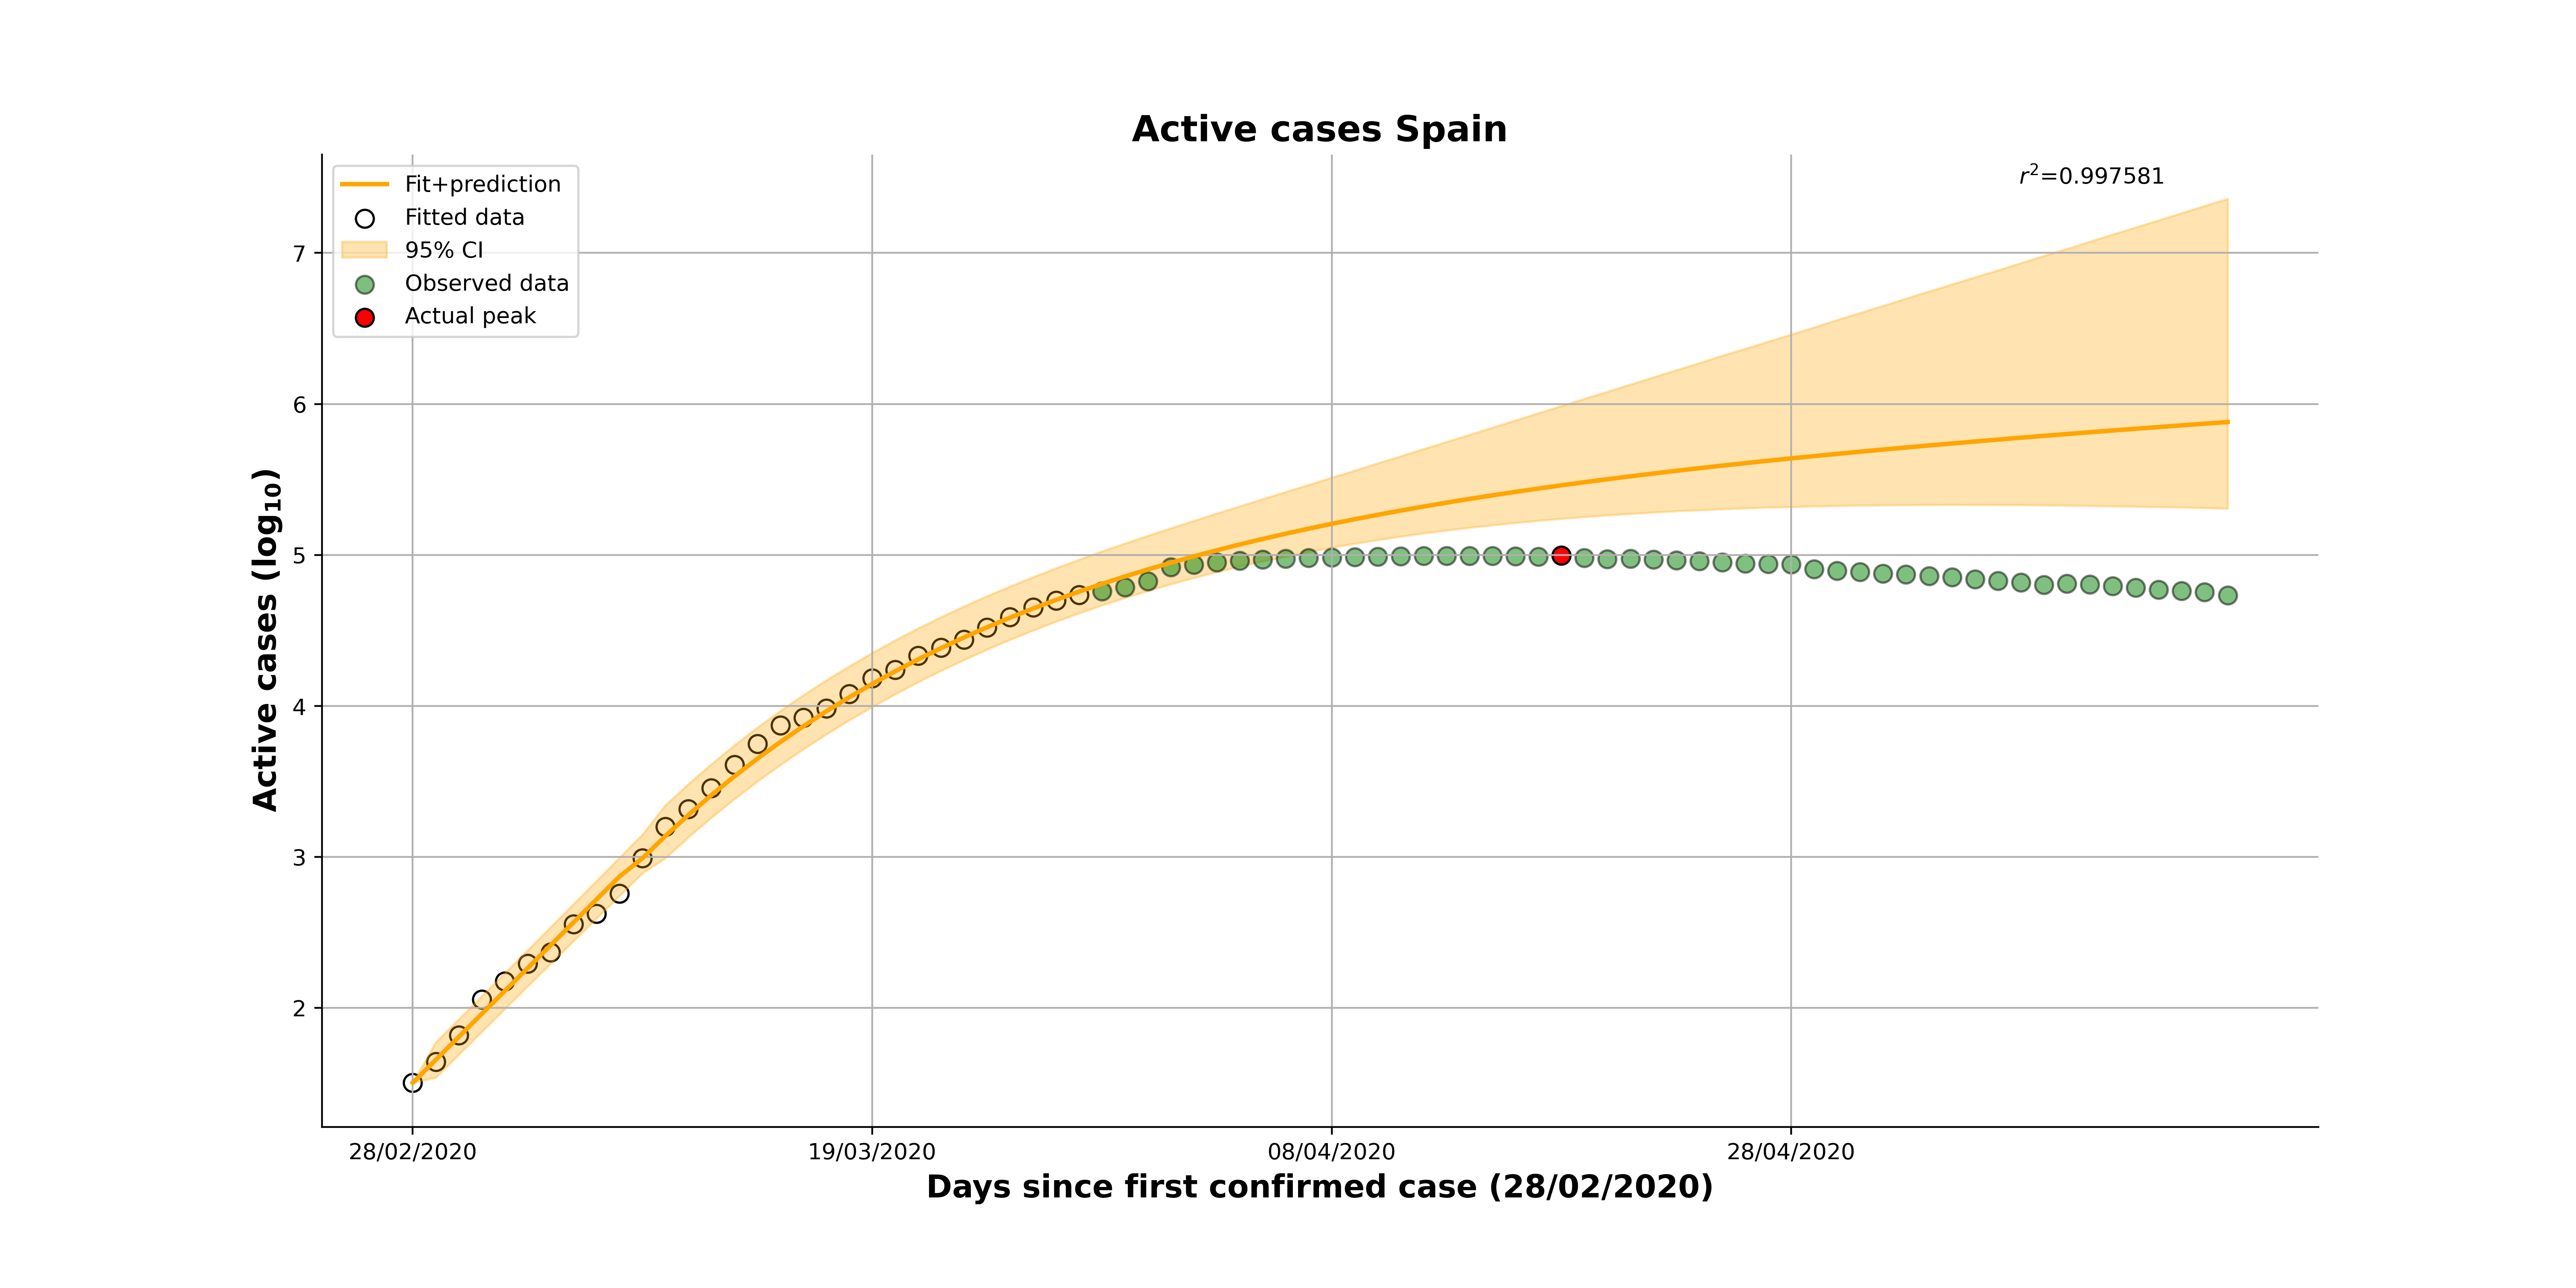 Active cases Spain
Fit+prediction
Fitted data
95% CI
Observed data
Actual peak
r²=0.997581
Active cases (log₁₀)
7
6
5
4
3
2
28/02/2020 19/03/2020 08/04/2020 28/04/2020
Days since first confirmed case (28/02/2020)